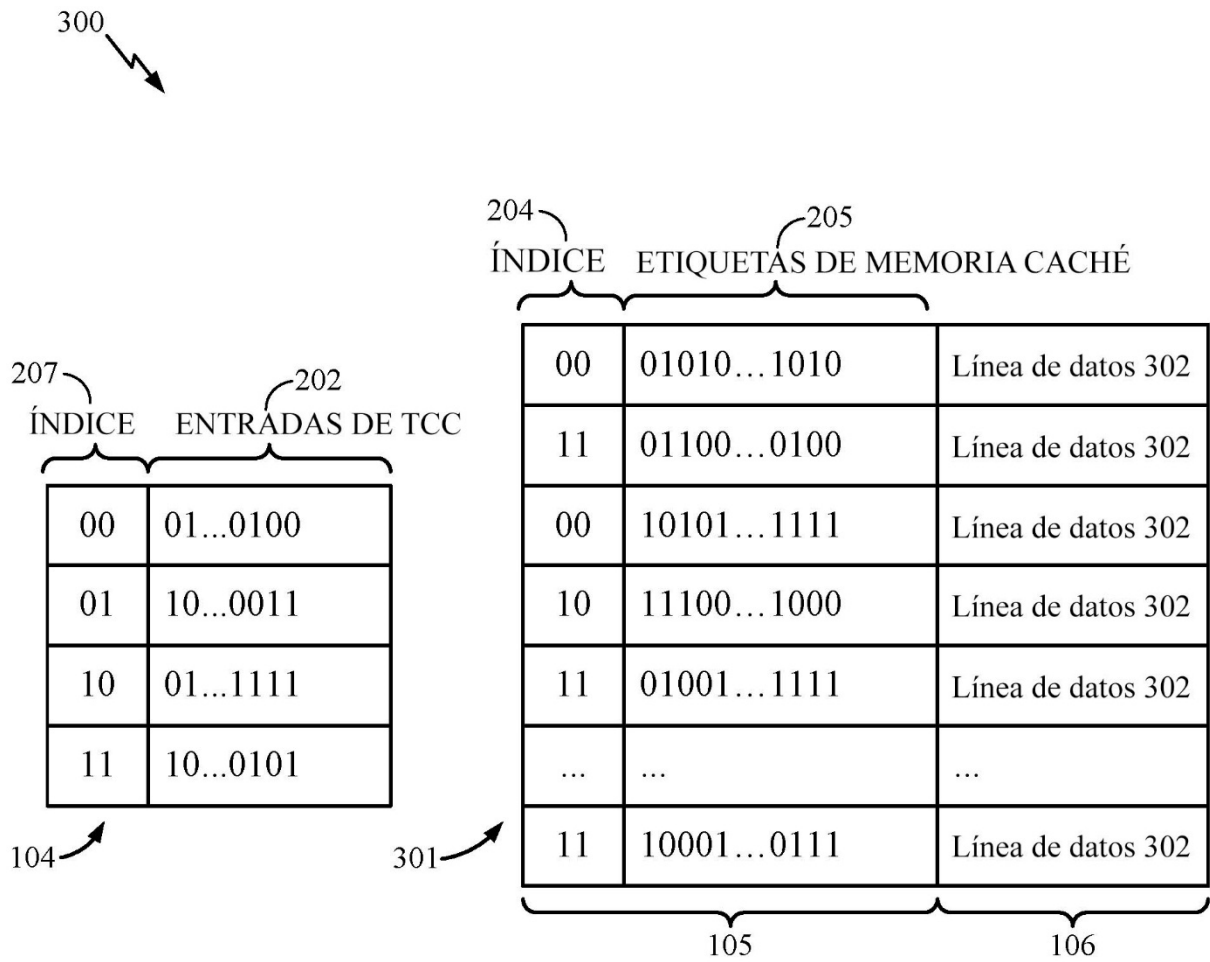 300
204
205
ÍNDICE ETIQUETAS DE MEMORIA CACHÉ
00 01010...1010 Línea de datos 302
207
202
ÍNDICE ENTRADAS DE TCC
11 01100...0100 Línea de datos 302
00 01...0100
00 10101...1111 Línea de datos 302
01 10...0011
10 11100...1000 Línea de datos 302
10 01...1111
11 01001...1111 Línea de datos 302
11 10...0101
... ... ...
104
301
11 10001...0111 Línea de datos 302
105
106